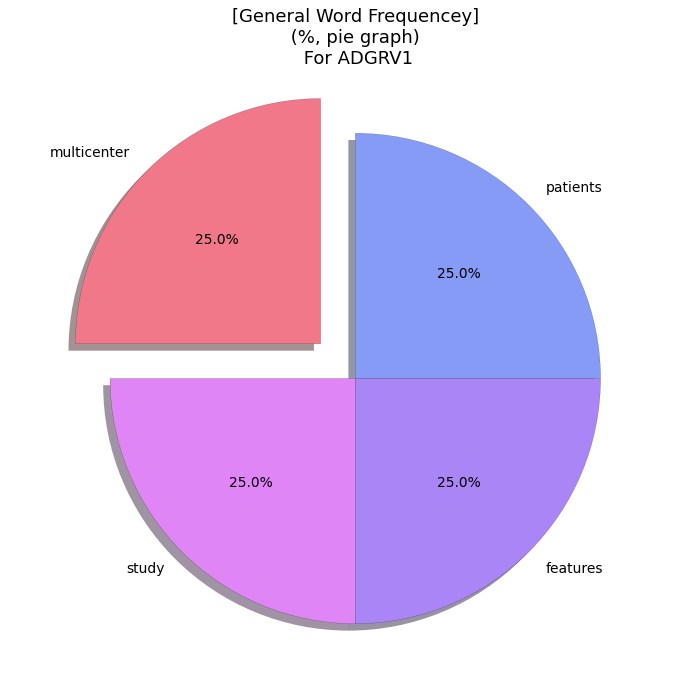 [General Word Frequencey]
(%, pie graph)
For ADGRV1
multicenter
patients
25.0%
25.0%
25.0%
25.0%
study
features